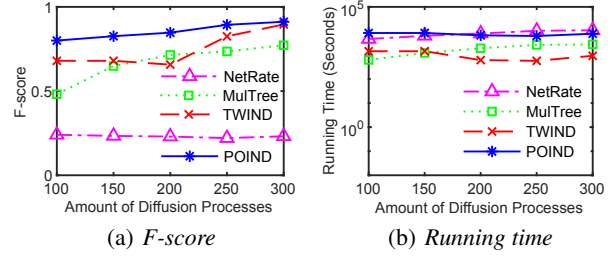 1
0.5
0
F-score
NetRate
MulTree
TWIND
POIND
100 150 200 250 300
Amount of Diffusion Processes
(a) F-score
10^5
10^0
Running Time (Seconds)
NetRate
MulTree
TWIND
POIND
100 150 200 250 300
Amount of Diffusion Processes
(b) Running time